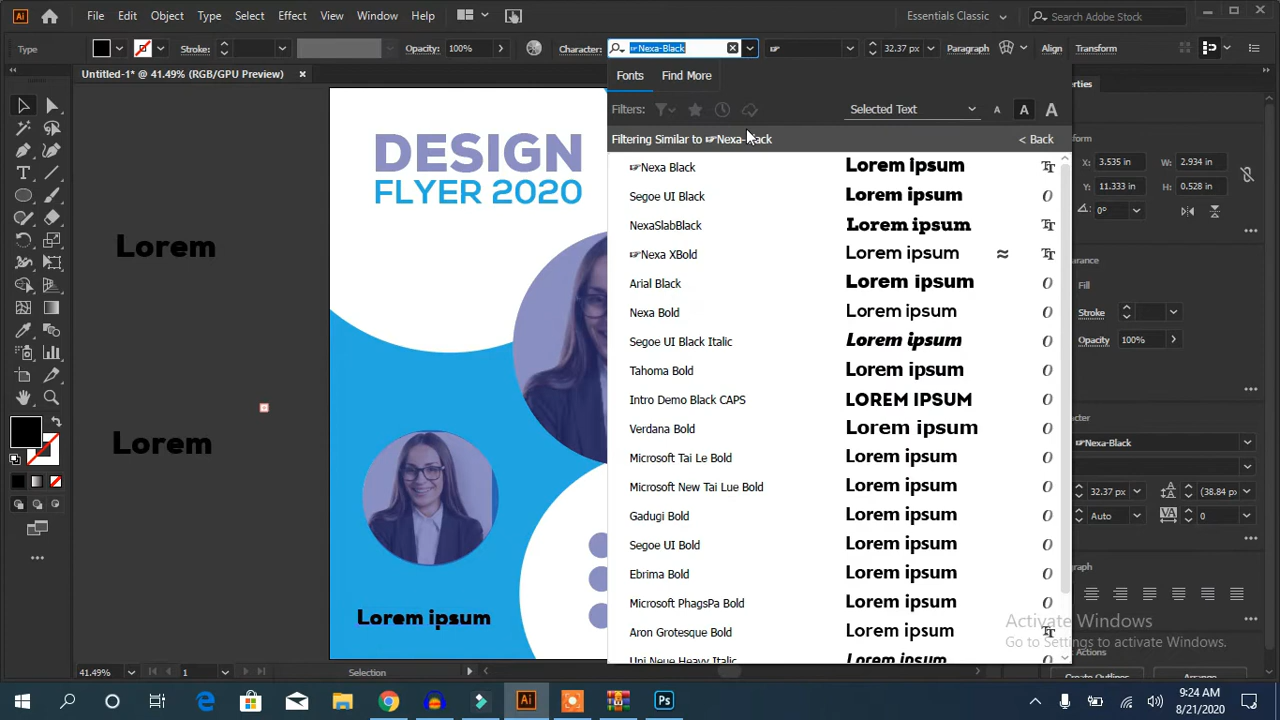 Ai File Edit Object Type Select Effect View Window Help Essentials Classic Search Adobe Stock
Type Stroke: Opacity: 100% Character: ☞Nexa-Black 32.37 px Paragraph Align Transform
Untitled-1* @ 41.49% (RGB/GPU Preview)
Fonts Find More
Filters: Selected Text A A A
Filtering Similar to ☞Nexa-Black < Back
☞Nexa Black Lorem ipsum
Segoe UI Black Lorem ipsum
NexaSlabBlack Lorem ipsum
☞Nexa XBold Lorem ipsum
Arial Black Lorem ipsum
Nexa Bold Lorem ipsum
Segoe UI Black Italic Lorem ipsum
Tahoma Bold Lorem ipsum
Intro Demo Black CAPS LOREM IPSUM
Verdana Bold Lorem ipsum
Microsoft Tai Le Bold Lorem ipsum
Microsoft New Tai Lue Bold Lorem ipsum
Gadugi Bold Lorem ipsum
Segoe UI Bold Lorem ipsum
Ebrima Bold Lorem ipsum
Microsoft PhagsPa Bold Lorem ipsum
Aron Grotesque Bold Lorem ipsum
Uni Neue Heavy Italic Lorem ipsum
DESIGN
FLYER 2020
Lorem
Lorem
Lorem ipsum
X: 3.535 in W: 2.934 in
Y: 11.333 in H: 0.528 in
0°
Fill
Stroke
Opacity 100%
☞Nexa-Black
32.37 px (38.84 px)
Auto 0
Activate Windows
Go to Settings to activate Windows.
41.49% 1 Selection
Ai Ps 9:24 AM
8/21/2020